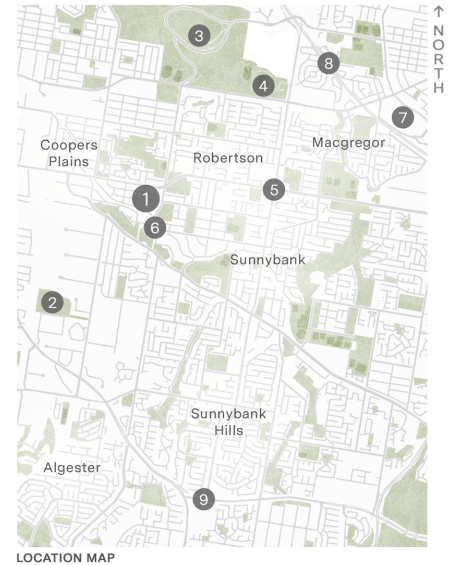 ↑
NORTH
3
8
4
7
Coopers
Plains
Macgregor
Robertson
5
1
6
Sunnybank
2
Sunnybank
Hills
Algester
9
LOCATION MAP